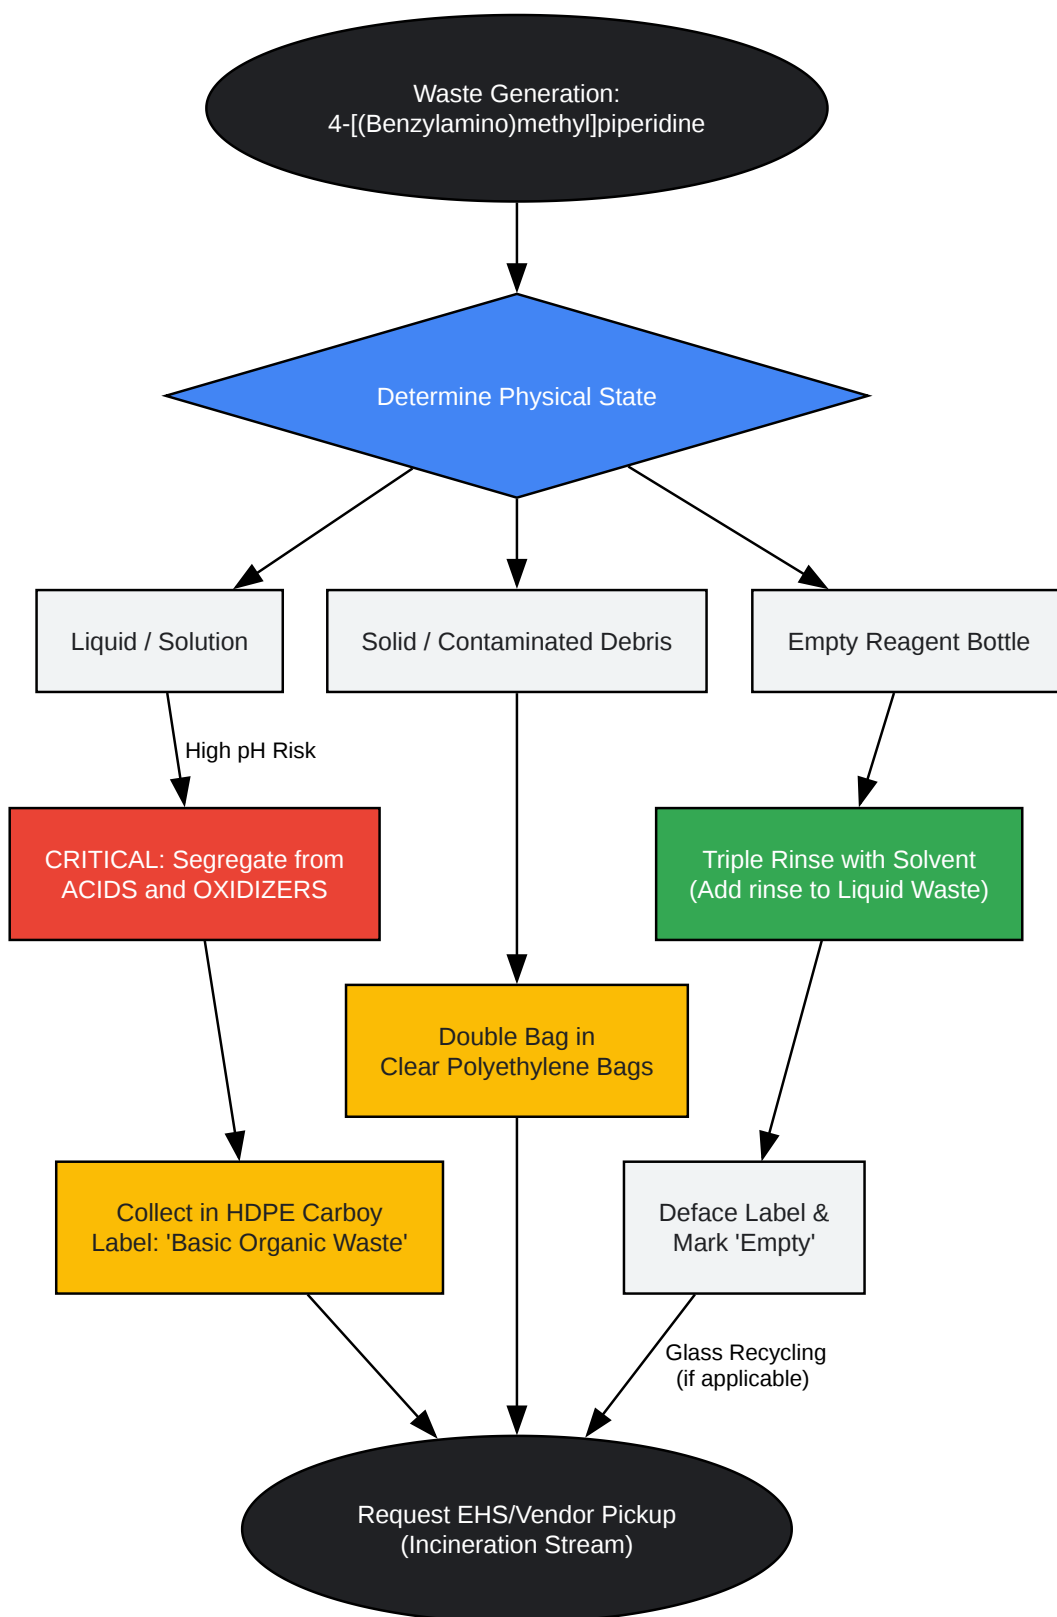 Waste Generation:
4-[(Benzylamino)methyl]piperidine
Determine Physical State
Liquid / Solution
Solid / Contaminated Debris
Empty Reagent Bottle
High pH Risk
CRITICAL: Segregate from
ACIDS and OXIDIZERS
Triple Rinse with Solvent
(Add rinse to Liquid Waste)
Double Bag in
Clear Polyethylene Bags
Collect in HDPE Carboy
Label: 'Basic Organic Waste'
Deface Label &
Mark 'Empty'
Glass Recycling
(if applicable)
Request EHS/Vendor Pickup
(Incineration Stream)